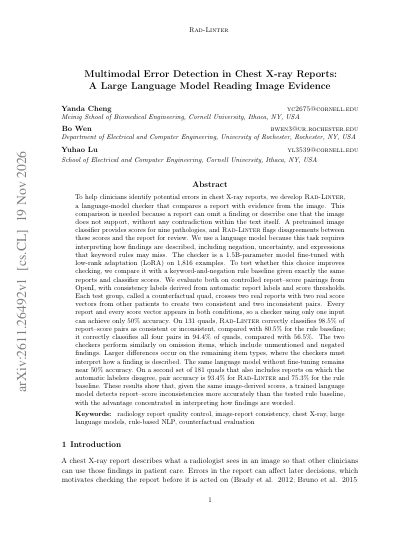 Rad-Linter
Multimodal Error Detection in Chest X-ray Reports:
A Large Language Model Reading Image Evidence
Yanda Cheng yc2675@cornell.edu
Meinig School of Biomedical Engineering, Cornell University, Ithaca, NY, USA
Bo Wen bwen3@ur.rochester.edu
Department of Electrical and Computer Engineering, University of Rochester, Rochester, NY, USA
Yuhao Lu yl3539@cornell.edu
School of Electrical and Computer Engineering, Cornell University, Ithaca, NY, USA
arXiv:2611.26492v1 [cs.CL] 19 Nov 2026
Abstract
To help clinicians identify potential errors in chest X-ray reports, we develop Rad-Linter,
a language-model checker that compares a report with evidence from the image. This
comparison is needed because a report can omit a finding or describe one that the image
does not support, without any contradiction within the text itself. A pretrained image
classifier provides scores for nine pathologies, and Rad-Linter flags disagreements between
these scores and the report for review. We use a language model because this task requires
interpreting how findings are described, including negation, uncertainty, and expressions
that keyword rules may miss. The checker is a 1.5B-parameter model fine-tuned with
low-rank adaptation (LoRA) on 1,816 examples. To test whether this choice improves
checking, we compare it with a keyword-and-negation rule baseline given exactly the same
reports and classifier scores. We evaluate both on controlled report-score pairings from
OpenI, with consistency labels derived from automatic report labels and score thresholds.
Each test group, called a counterfactual quad, crosses two real reports with two real score
vectors from other patients to create two consistent and two inconsistent pairs. Every
report and every score vector appears in both conditions, so a checker using only one input
can achieve only 50% accuracy. On 131 quads, Rad-Linter correctly classifies 98.5% of
report-score pairs as consistent or inconsistent, compared with 80.5% for the rule baseline;
it correctly classifies all four pairs in 94.4% of quads, compared with 56.5%. The two
checkers perform similarly on omission items, which include unmentioned and negated
findings. Larger differences occur on the remaining item types, where the checkers must
interpret how a finding is described. The same language model without fine-tuning remains
near 50% accuracy. On a second set of 181 quads that also includes reports on which the
automatic labelers disagree, pair accuracy is 93.4% for Rad-Linter and 75.3% for the rule
baseline. These results show that, given the same image-derived scores, a trained language
model detects report-score inconsistencies more accurately than the tested rule baseline,
with the advantage concentrated in interpreting how findings are worded.
Keywords: radiology report quality control, image-report consistency, chest X-ray, large
language models, rule-based NLP, counterfactual evaluation
1 Introduction
A chest X-ray report describes what a radiologist sees in an image so that other clinicians
can use those findings in patient care. Errors in the report can affect later decisions, which
motivates checking the report before it is acted on (Brady et al. 2012; Bruno et al. 2015
1